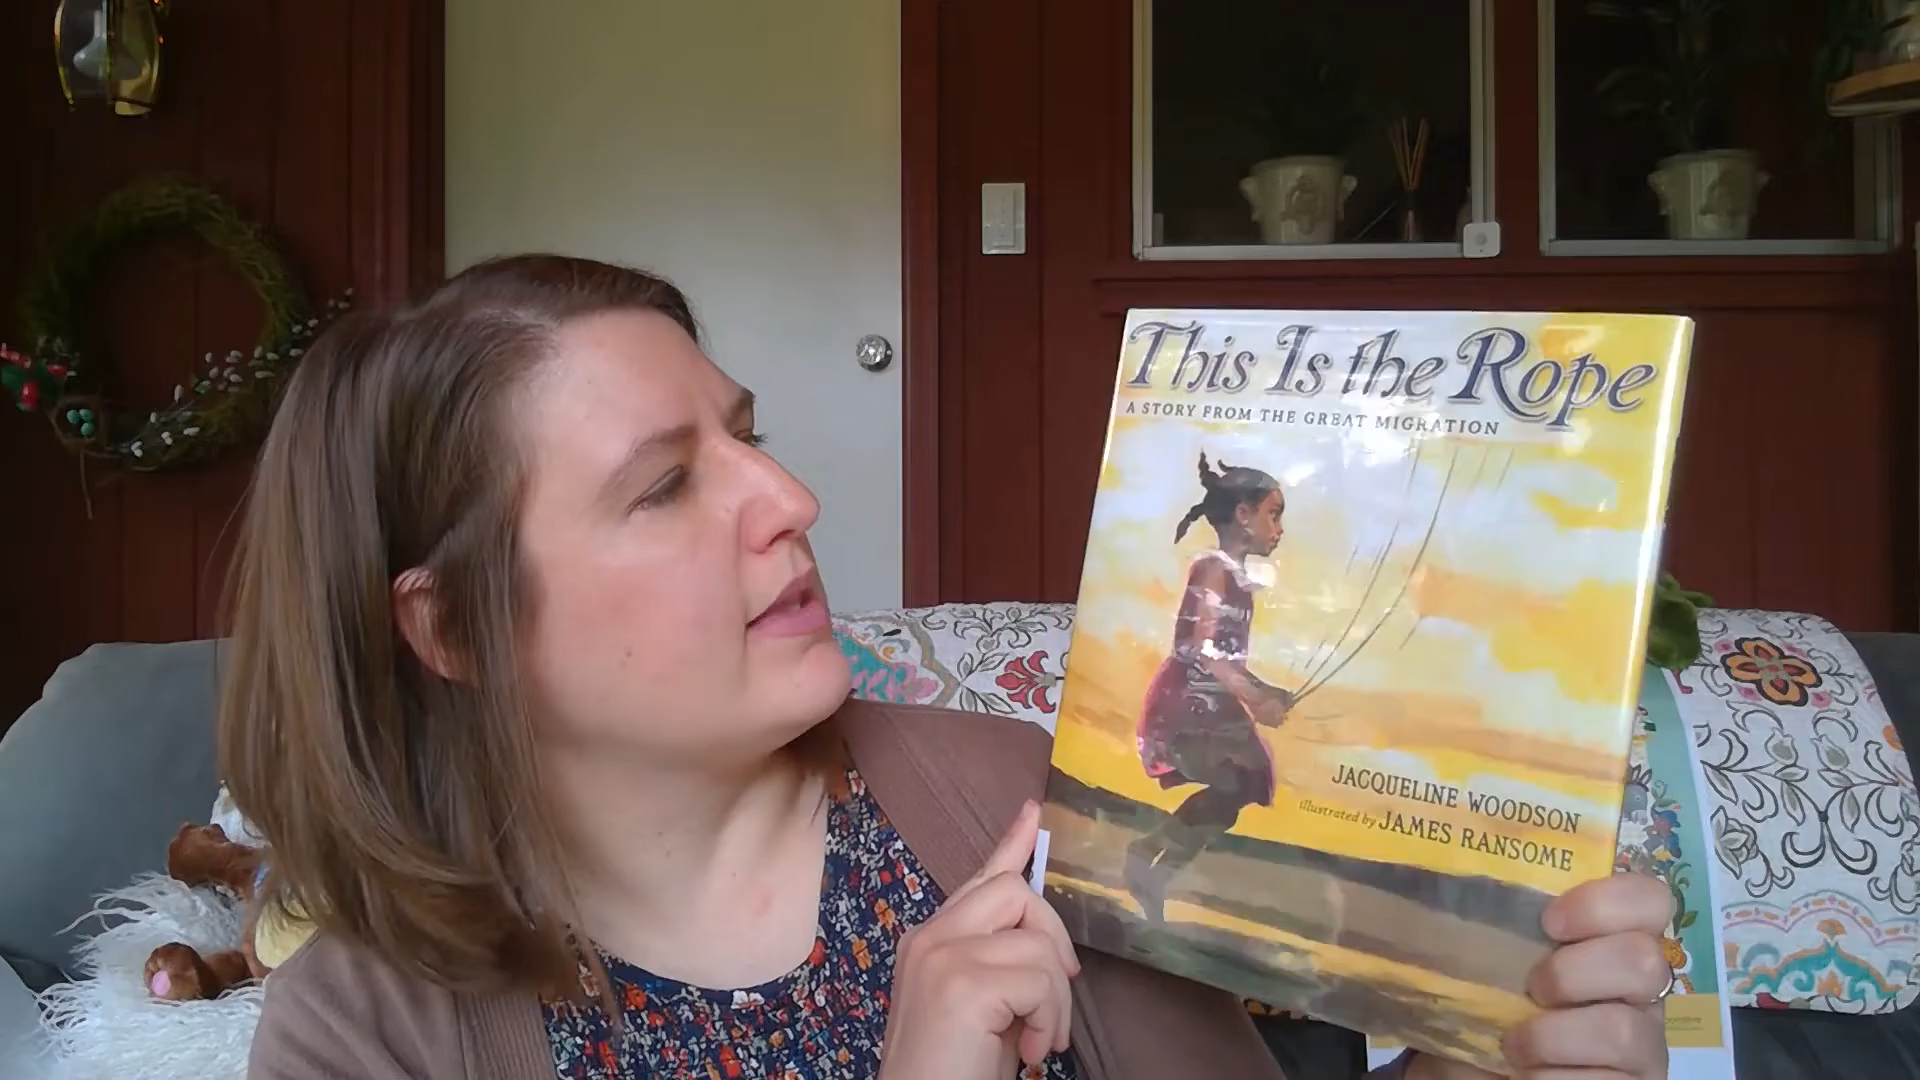 This Is the Rope
A STORY FROM THE GREAT MIGRATION
JACQUELINE WOODSON
illustrated by JAMES RANSOME